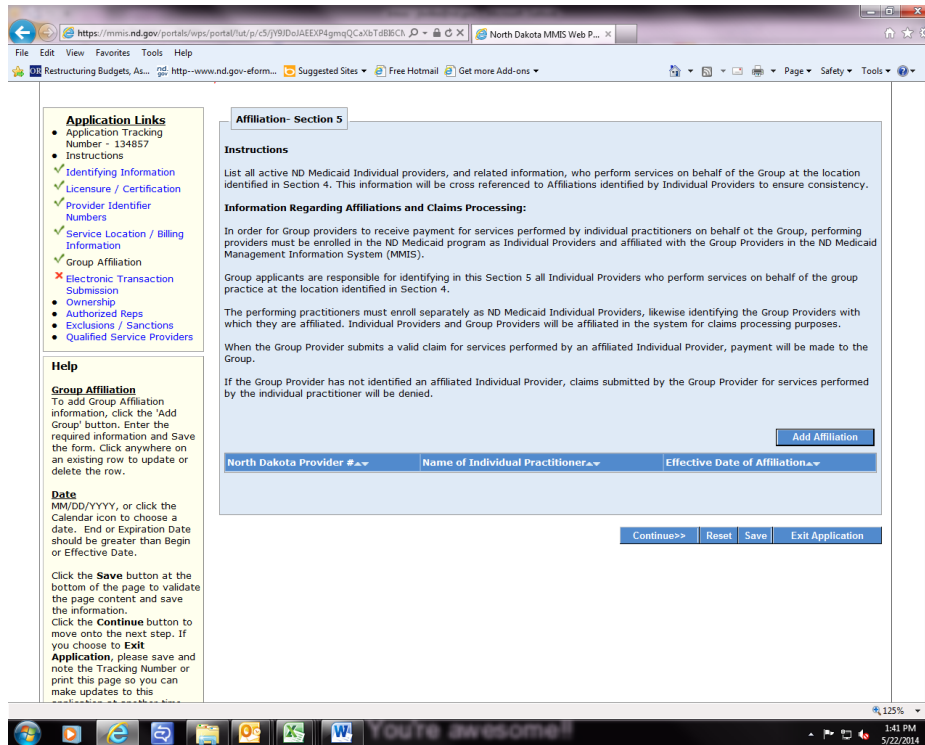 https://mmis.nd.gov/portals/wps/portal/!ut/p/c5/
North Dakota MMIS Web P...
File Edit View Favorites Tools Help
Restructuring Budgets, As... http--www.nd.gov-eform... Suggested Sites Free Hotmail Get more Add-ons Page Safety Tools
Application Links
Application Tracking
Number - 134857
Instructions
Identifying Information
Licensure / Certification
Provider Identifier
Numbers
Service Location / Billing
Information
Group Affiliation
Electronic Transaction
Submission
Ownership
Authorized Reps
Exclusions / Sanctions
Qualified Service Providers
Help
Group Affiliation
To add Group Affiliation
information, click the 'Add
Group' button. Enter the
required information and Save
the form. Click anywhere on
an existing row to update or
delete the row.
Date
MM/DD/YYYY, or click the
Calendar icon to choose a
date. End or Expiration Date
should be greater than Begin
or Effective Date.
Click the Save button at the
bottom of the page to validate
the page content and save
the information.
Click the Continue button to
move onto the next step. If
you choose to Exit
Application, please save and
note the Tracking Number or
print this page so you can
make updates to this
application at another time
Affiliation- Section 5
Instructions
List all active ND Medicaid Individual providers, and related information, who perform services on behalf of the Group at the location
identified in Section 4. This information will be cross referenced to Affiliations identified by Individual Providers to ensure consistency.
Information Regarding Affiliations and Claims Processing:
In order for Group providers to receive payment for services performed by individual practitioners on behalf ot the Group, performing
providers must be enrolled in the ND Medicaid program as Individual Providers and affiliated with the Group Providers in the ND Medicaid
Management Information System (MMIS).
Group applicants are responsible for identifying in this Section 5 all Individual Providers who perform services on behalf of the group
practice at the location identified in Section 4.
The performing practitioners must enroll separately as ND Medicaid Individual Providers, likewise identifying the Group Providers with
which they are affiliated. Individual Providers and Group Providers will be affiliated in the system for claims processing purposes.
When the Group Provider submits a valid claim for services performed by an affiliated Individual Provider, payment will be made to the
Group.
If the Group Provider has not identified an affiliated Individual Provider, claims submitted by the Group Provider for services performed
by the individual practitioner will be denied.
Add Affiliation
North Dakota Provider # Name of Individual Practitioner Effective Date of Affiliation
Continue>> Reset Save Exit Application
125%
You're awesome!!
1:41 PM
5/22/2014